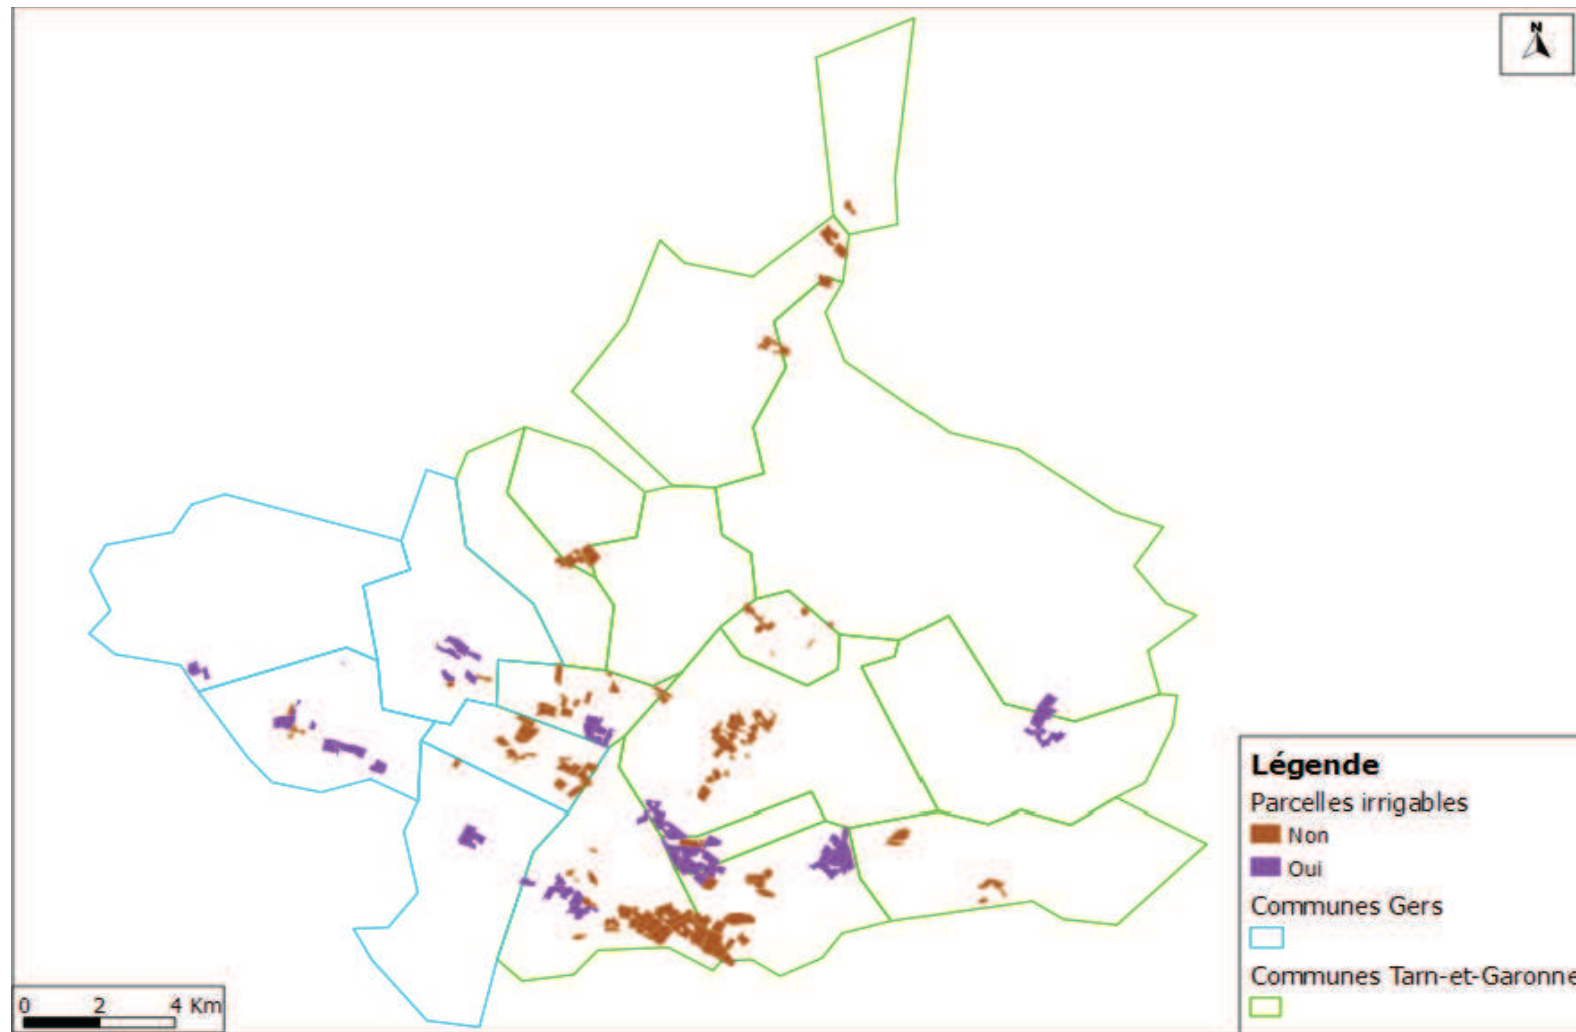 N
Légende
Parcelles irrigables
Non
Oui
Communes Gers
Communes Tarn-et-Garonne
0 2 4 Km